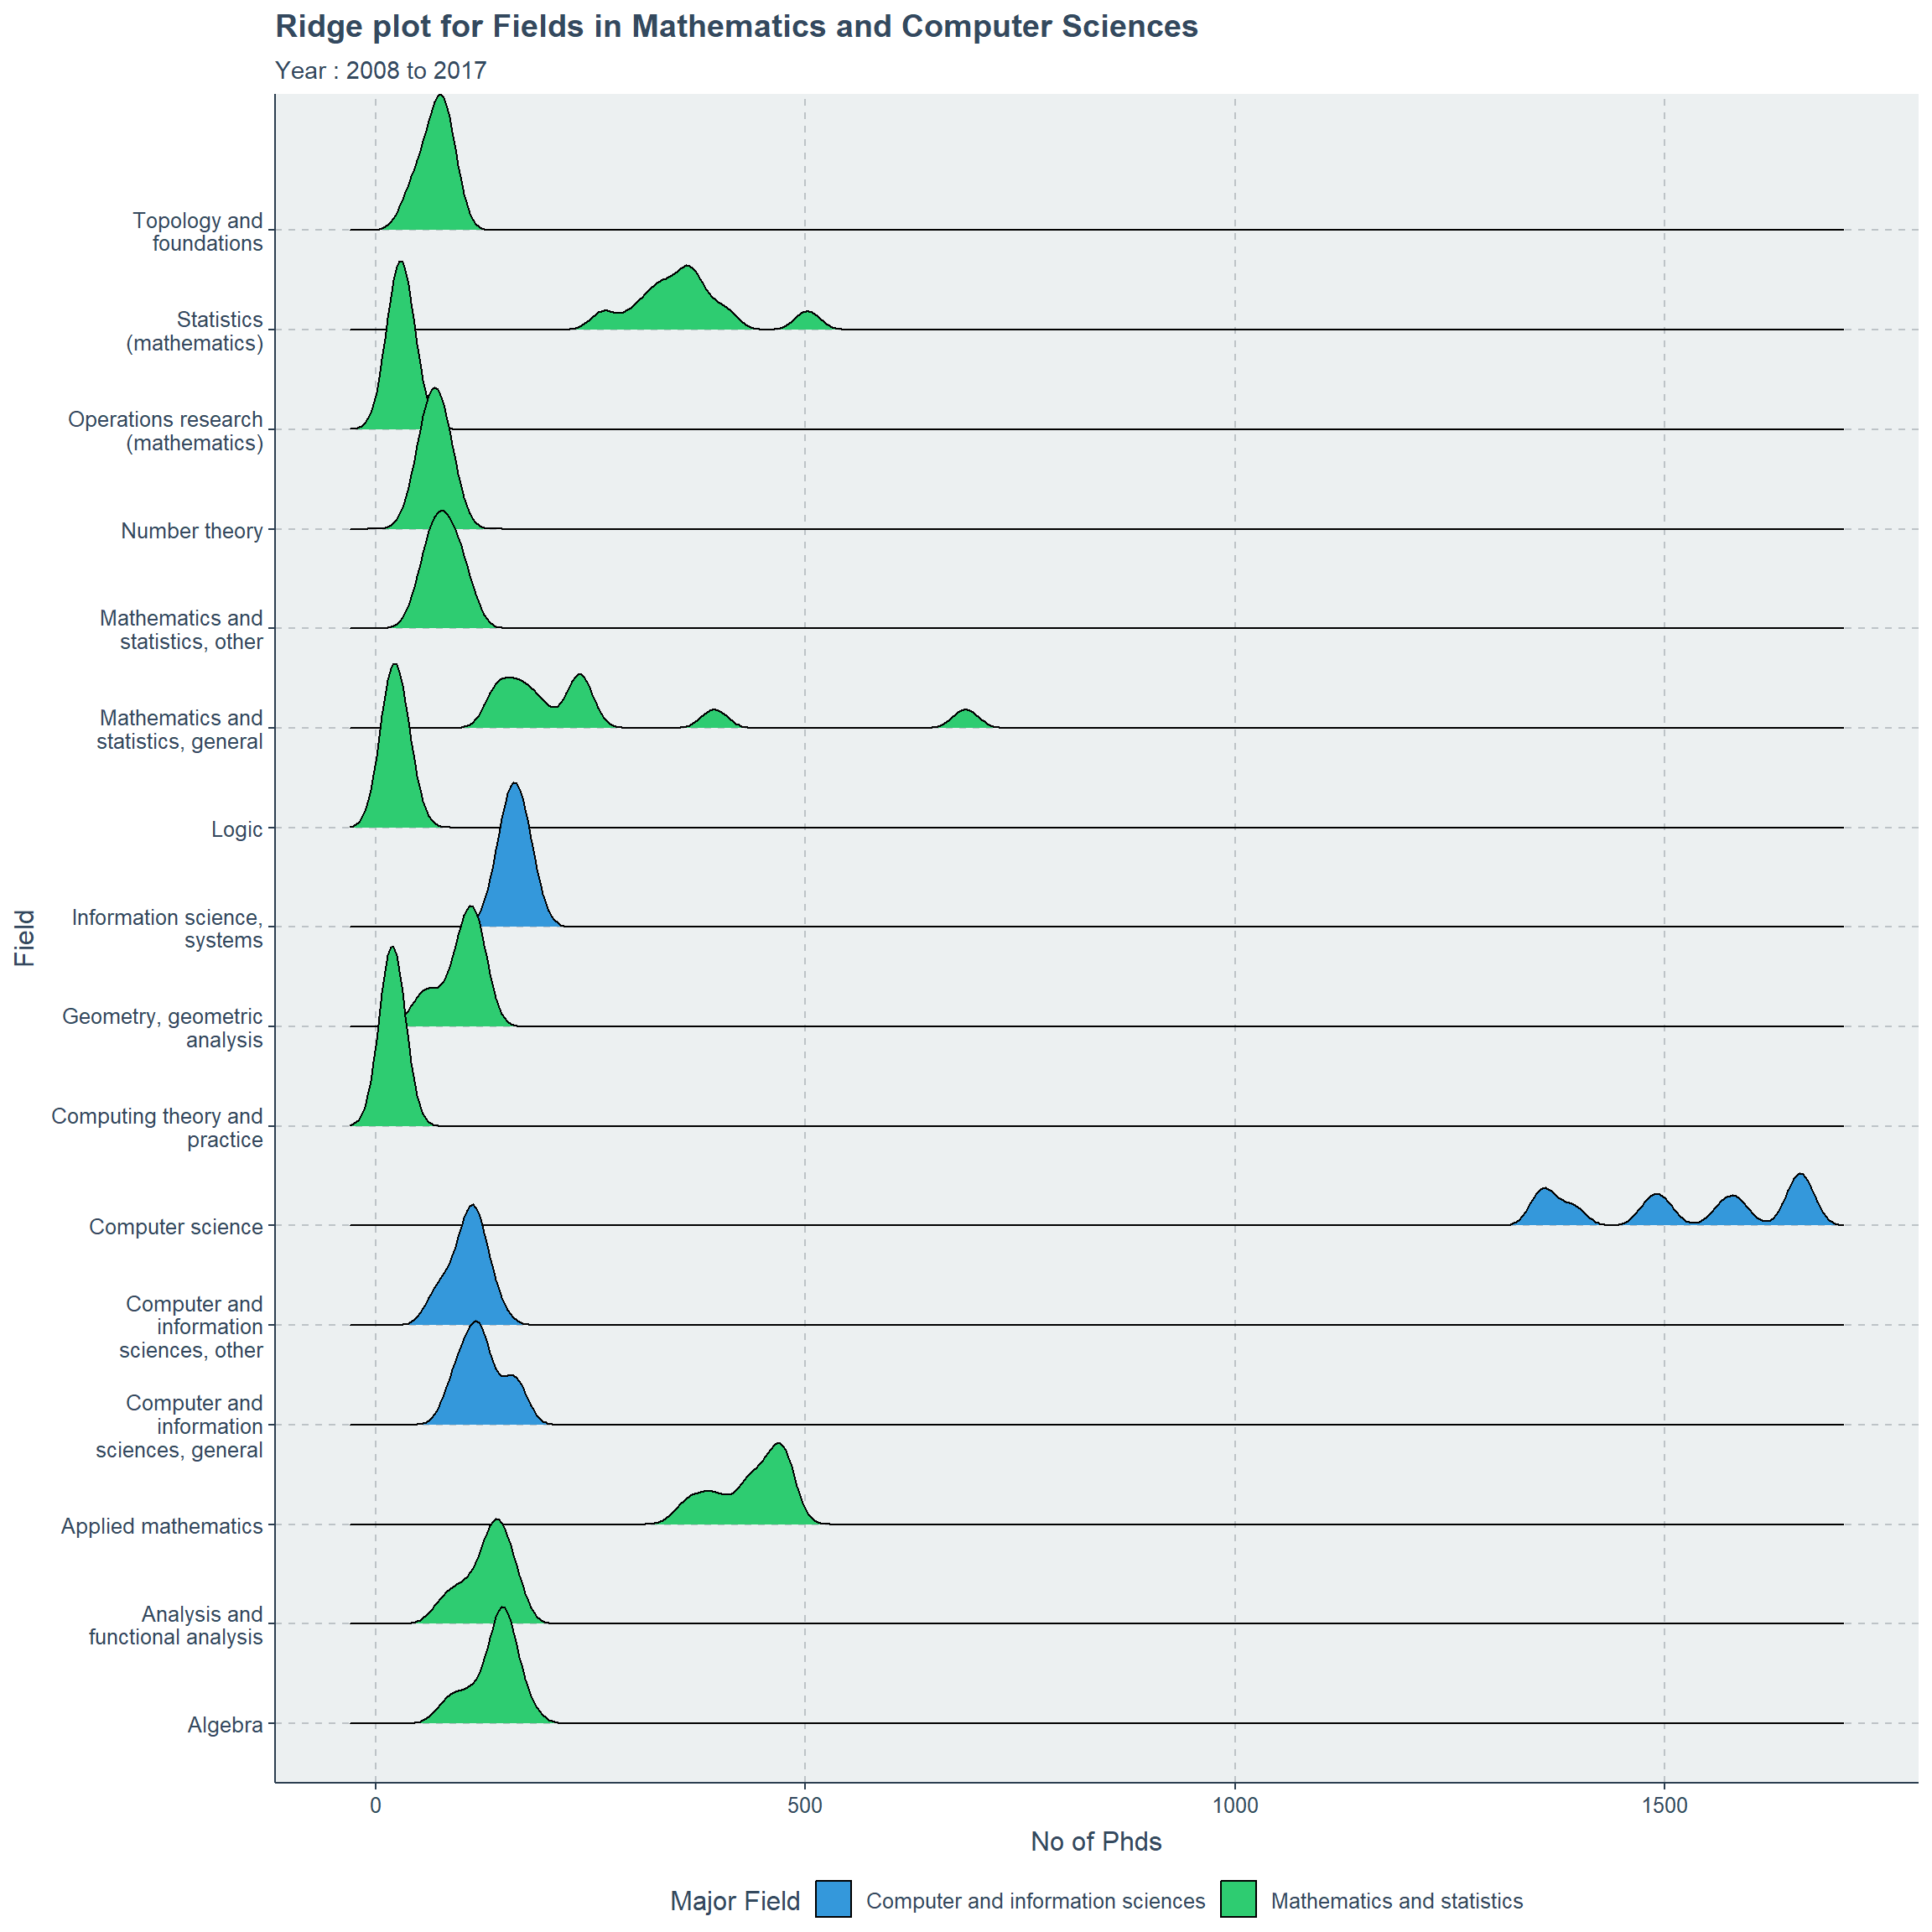 Ridge plot for Fields in Mathematics and Computer Sciences
Year : 2008 to 2017
Topology and
foundations
Statistics
(mathematics)
Operations research
(mathematics)
Number theory
Mathematics and
statistics, other
Mathematics and
statistics, general
Logic
Information science,
systems
Geometry, geometric
analysis
Computing theory and
practice
Computer science
Computer and
information
sciences, other
Computer and
information
sciences, general
Applied mathematics
Analysis and
functional analysis
Algebra
Field
0 500 1000 1500
No of Phds
Major Field Computer and information sciences Mathematics and statistics